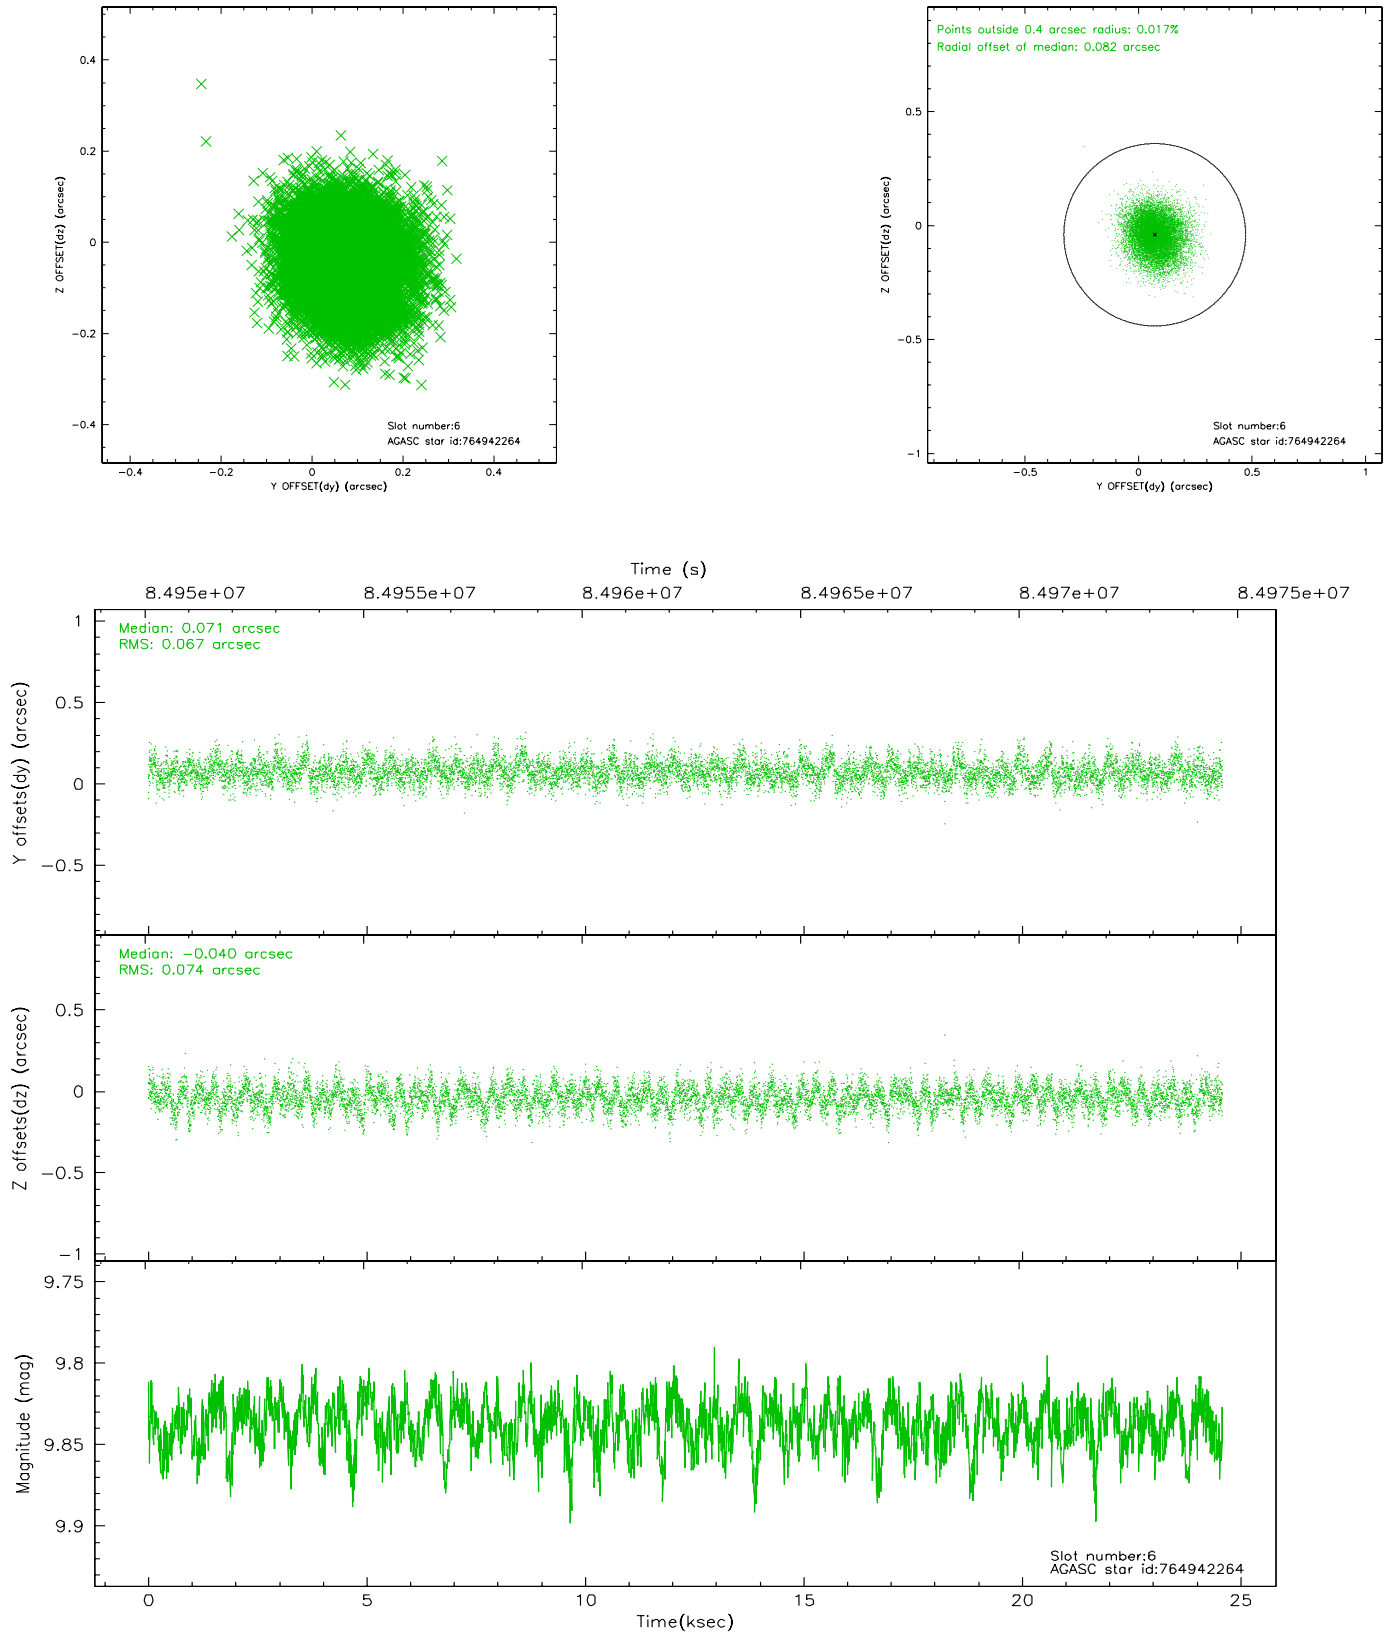 0.4
0.2
0
−0.2
−0.4
Z OFFSET(dz) (arcsec)
−0.4
−0.2
0
0.2
0.4
Y OFFSET(dy) (arcsec)
Slot number:6
AGASC star id:764942264
Points outside 0.4 arcsec radius: 0.017%
Radial offset of median: 0.082 arcsec
0.5
0
−0.5
−1
Z OFFSET(dz) (arcsec)
−0.5
0
0.5
1
Y OFFSET(dy) (arcsec)
Slot number:6
AGASC star id:764942264
Time (s)
8.495e+07
8.4955e+07
8.496e+07
8.4965e+07
8.497e+07
8.4975e+07
Median: 0.071 arcsec
RMS: 0.067 arcsec
1
0.5
0
−0.5
Y offsets(dy) (arcsec)
Median: −0.040 arcsec
RMS: 0.074 arcsec
0.5
0
−0.5
−1
Z offsets(dz) (arcsec)
9.75
9.8
9.85
9.9
Magnitude (mag)
Slot number:6
AGASC star id:764942264
0
5
10
15
20
25
Time(ksec)